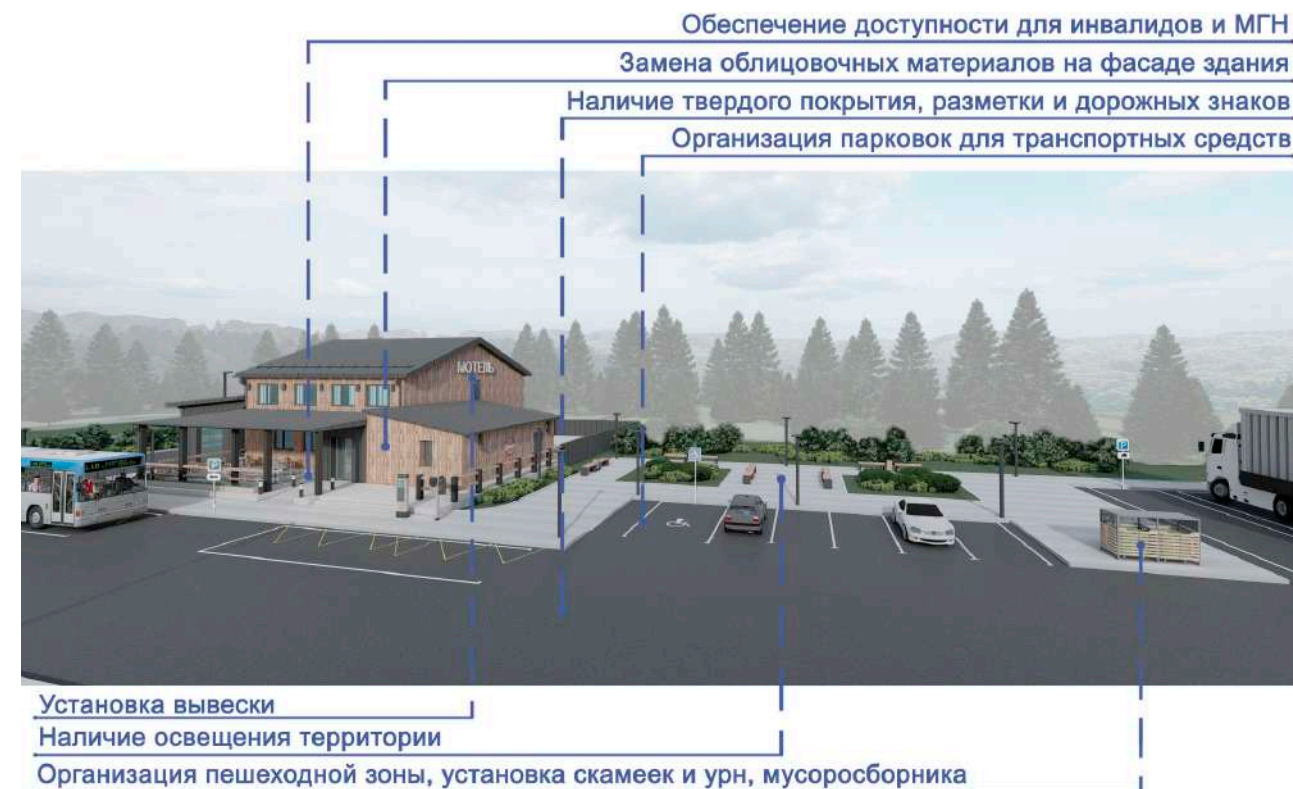 Обеспечение доступности для инвалидов и МГН
Замена облицовочных материалов на фасаде здания
Наличие твердого покрытия, разметки и дорожных знаков
Организация парковок для транспортных средств
МОТЕЛЬ
P
P
Установка вывески
Наличие освещения территории
Организация пешеходной зоны, установка скамеек и урн, мусоросборника